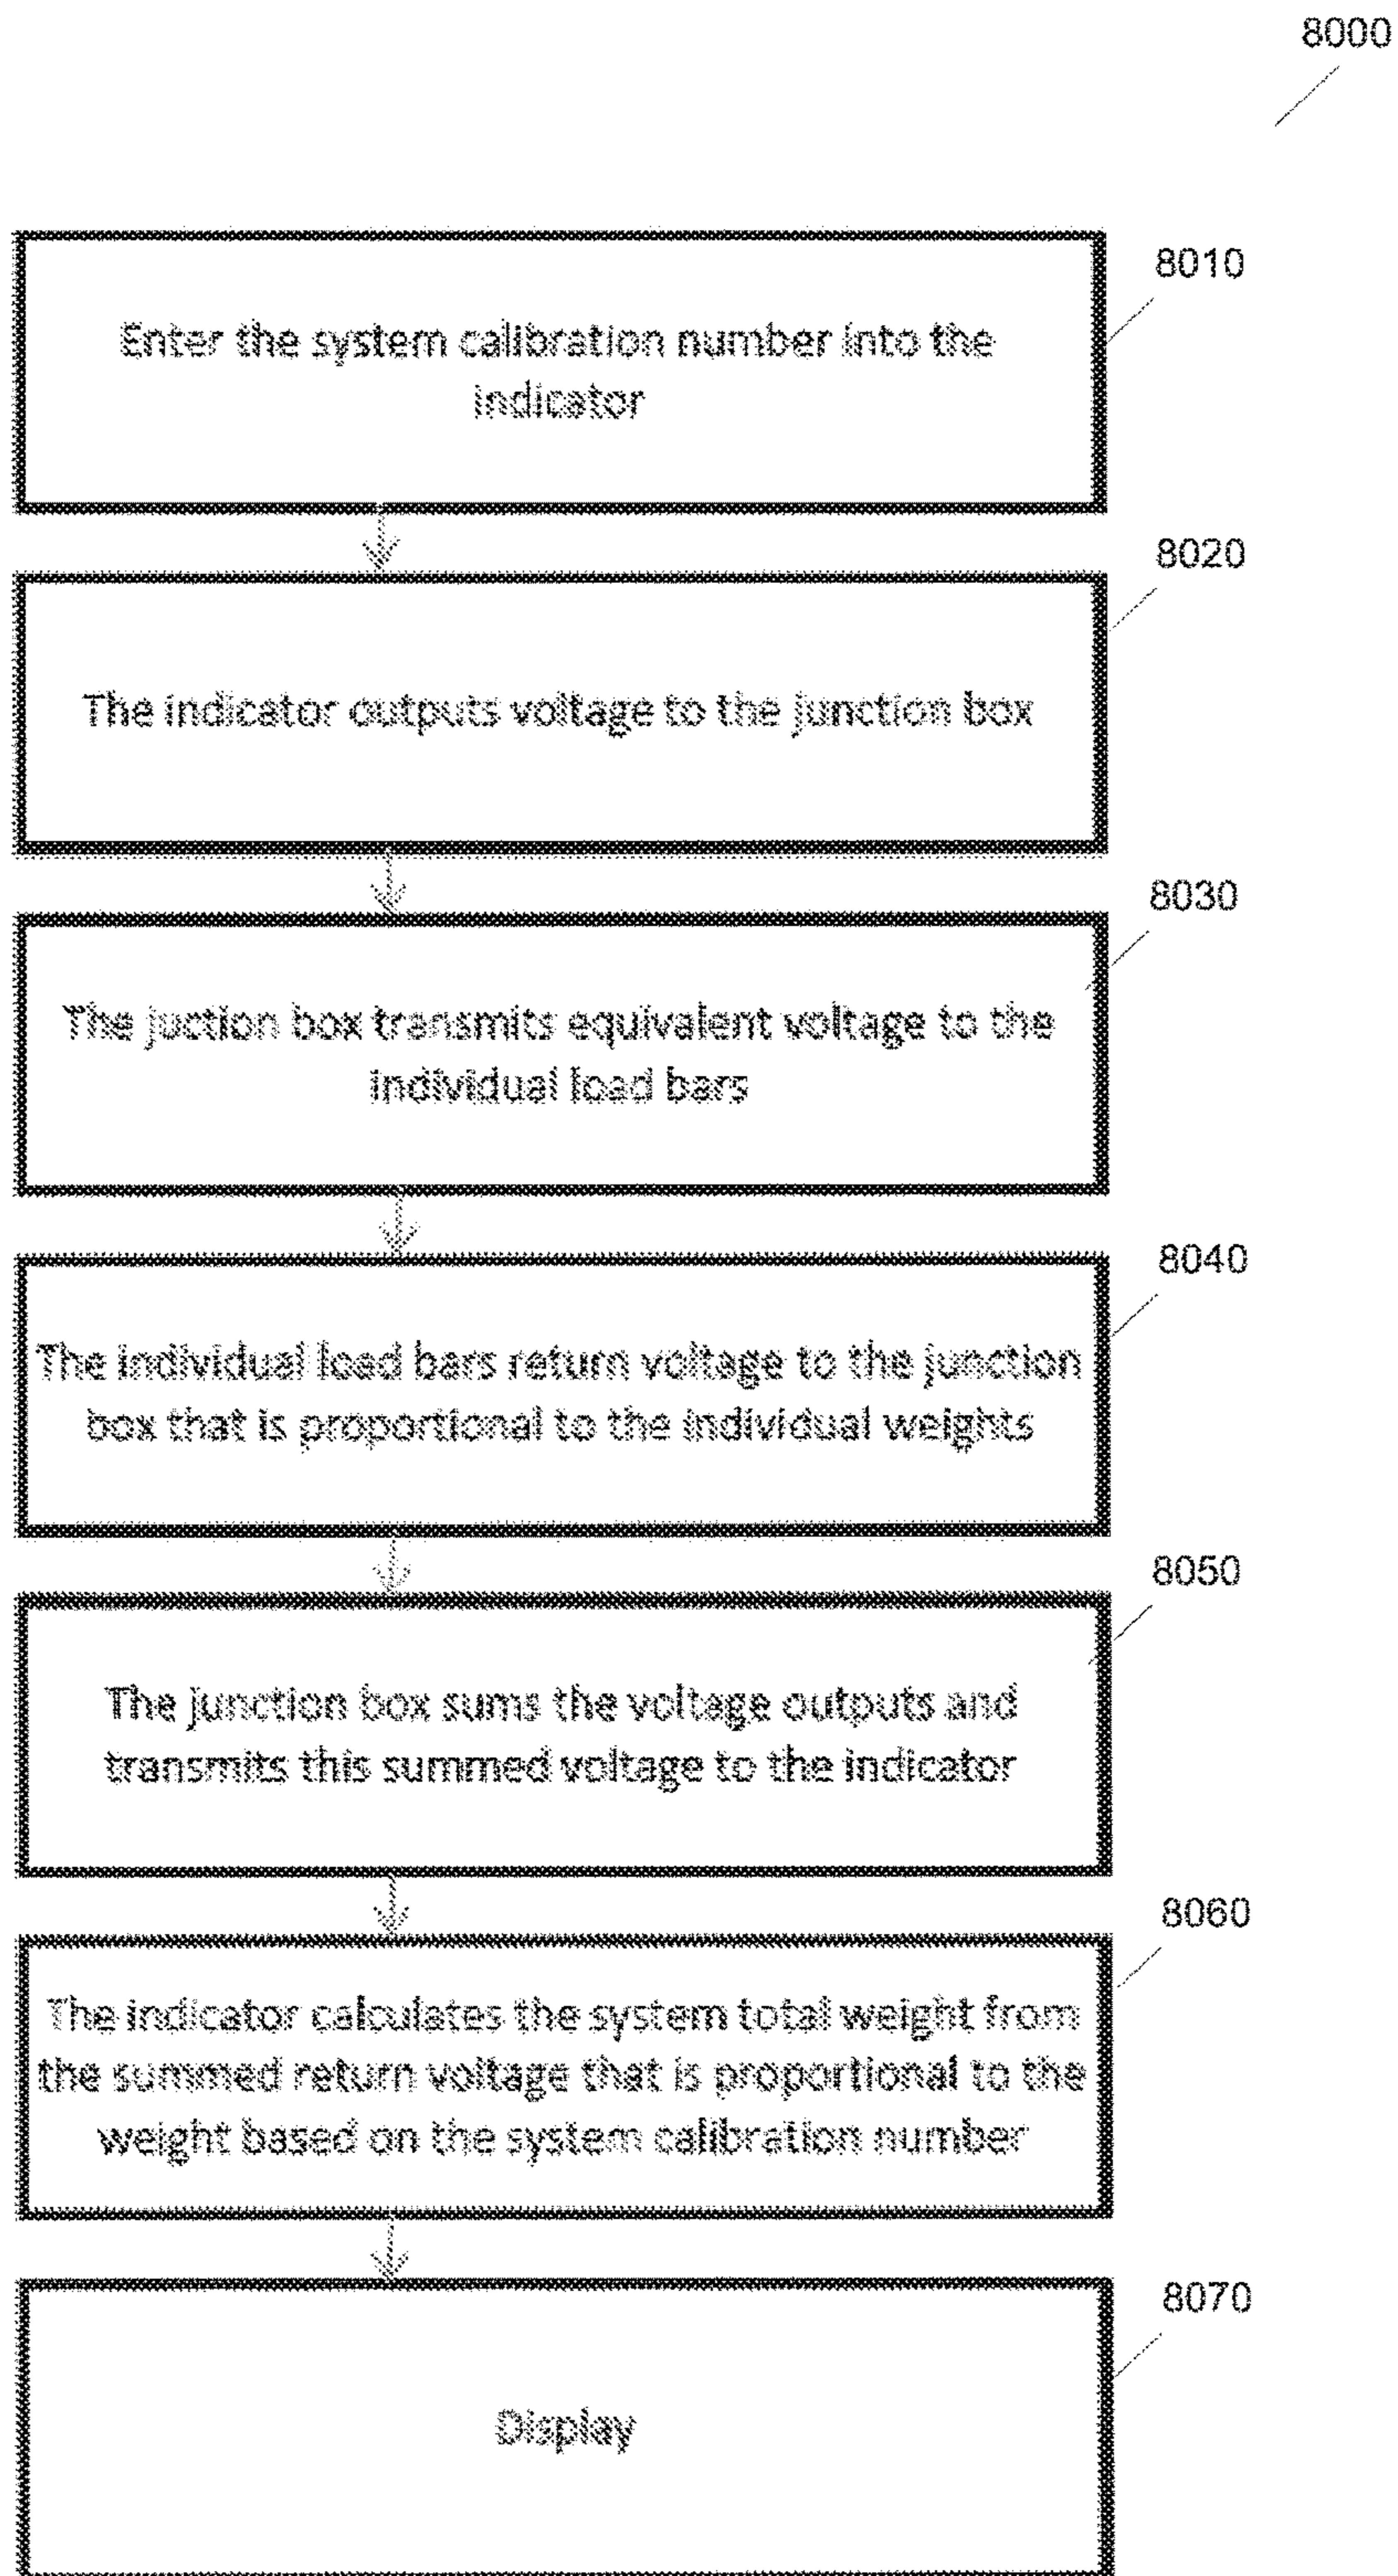 8000
8010
Enter the system calibration number into the
indicator
8020
The indicator outputs voltage to the junction box
8030
The juction box transmits equivalent voltage to the
individual load bars
8040
The individual load bars return voltage to the junction
box that is proportional to the individual weights
8050
The junction box sums the voltage outputs and
transmits this summed voltage to the indicator
8060
The indicator calculates the system total weight from
the summed return voltage that is proportional to the
weight based on the system calibration number
8070
Display